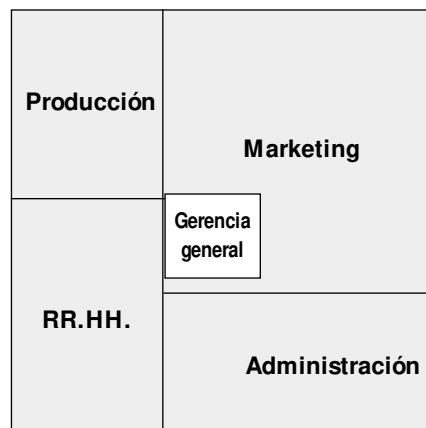 Producción
Marketing
Gerencia
general
RR.HH.
Administración